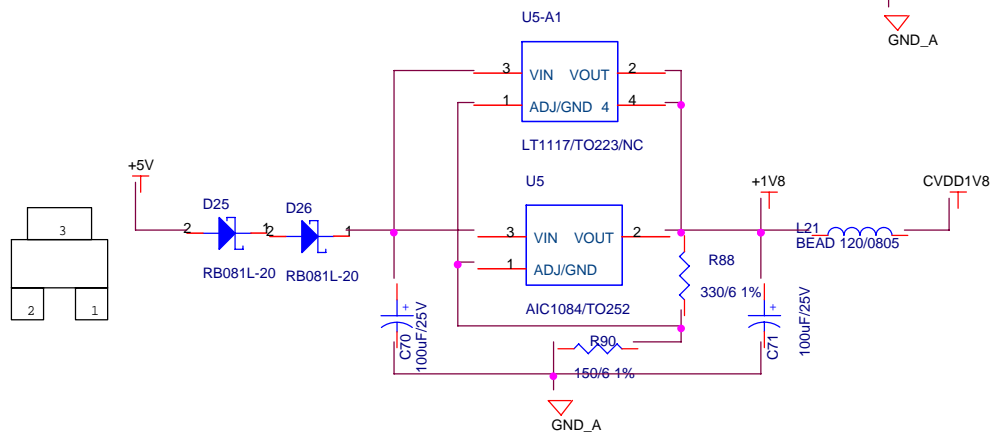 U5-A1
GND_A
3 VIN VOUT 2
1 ADJ/GND 4 4
LT1117/TO223/NC
+5V
U5
+1V8
CVDD1V8
D25
D26
2 1 2 1
3 VIN VOUT 2
L21
BEAD 120/0805
3
RB081L-20
RB081L-20
1 ADJ/GND
R88
330/6 1%
2 1
AIC1084/TO252
+
C70
100uF/25V
R90
150/6 1%
+
C71
100uF/25V
GND_A